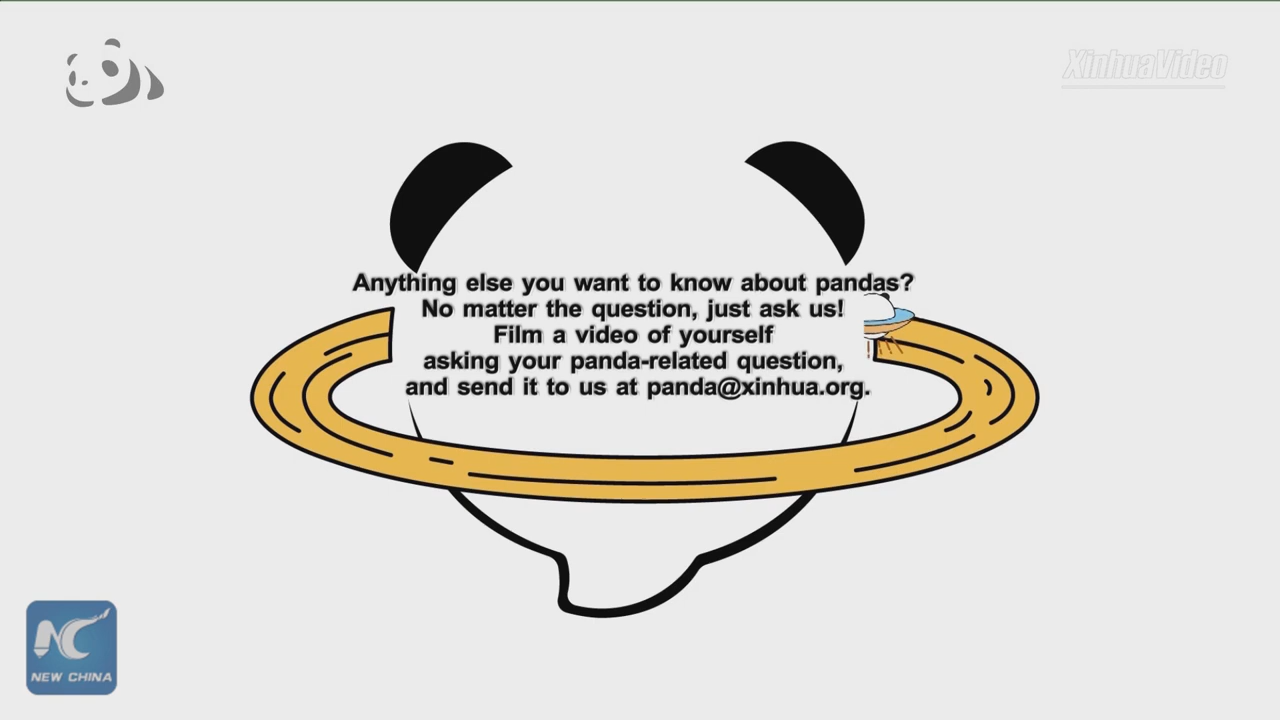 XinhuaVideo
Anything else you want to know about pandas?
No matter the question, just ask us!
Film a video of yourself
asking your panda-related question,
and send it to us at panda@xinhua.org.
NC
NEW CHINA